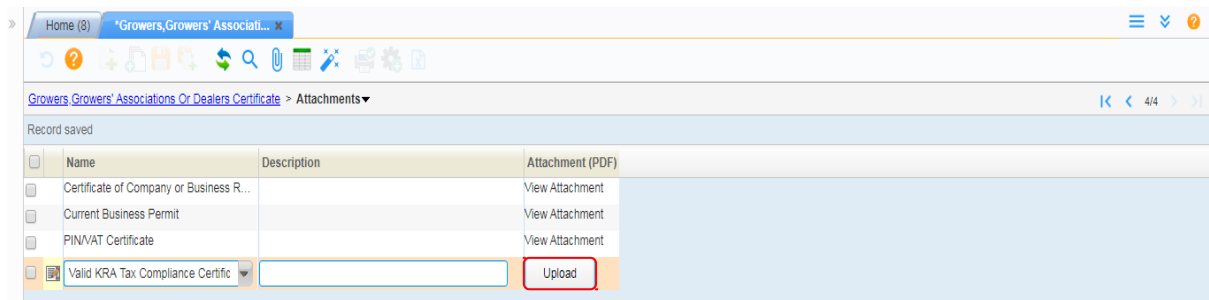 Home (8) *Growers,Growers' Associati...
Growers,Growers' Associations Or Dealers Certificate > Attachments
4/4
Record saved
Name Description Attachment (PDF)
Certificate of Company or Business R... View Attachment
Current Business Permit View Attachment
PIN/VAT Certificate View Attachment
Valid KRA Tax Compliance Certific Upload